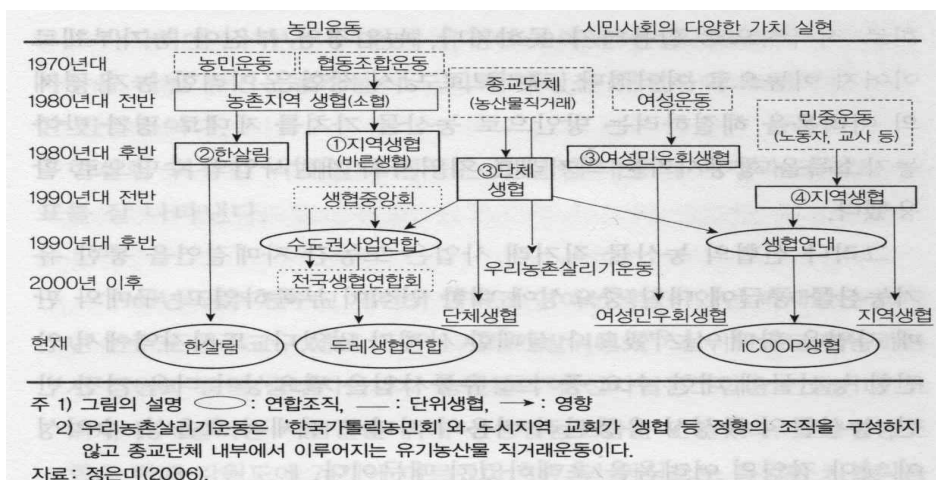 농민운동 시민사회의 다양한 가치 실현
1970년대 농민운동 협동조합운동
1980년대 전반 농촌지역 생협(소협) 종교단체 (농산물직거래) 여성운동
민중운동 (노동자, 교사 등)
1980년대 후반 ②한살림 ①지역생협 (바른생협) ③단체 생협 ③여성민우회생협
1990년대 전반 생협중앙회 ④지역생협
1990년대 후반 수도권사업연합 생협연대
우리농촌살리기운동
2000년 이후 전국생협연합회
단체생협 여성민우회생협 지역생협
현재 한살림 두레생협연합 iCOOP생협
주 1) 그림의 설명 : 연합조직, : 단위생협, : 영향
2) 우리농촌살리기운동은 '한국가톨릭농민회'와 도시지역 교회가 생협 등 정형의 조직을 구성하지
않고 종교단체 내부에서 이루어지는 유기농산물 직거래운동이다.
자료: 정은미(2006).